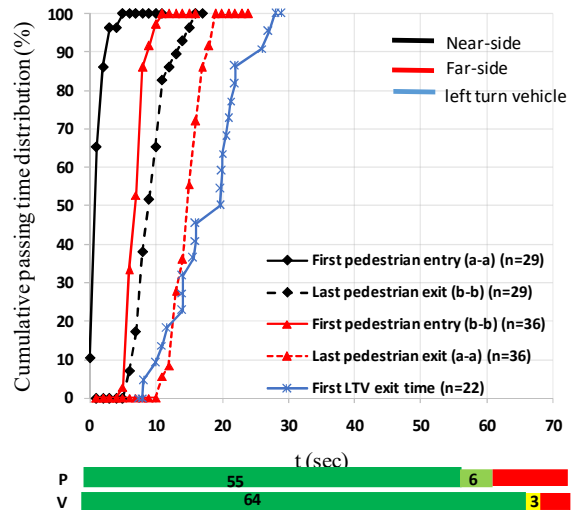 Cumulative passing time distribution (%)
100
90
80
70
60
50
40
30
20
10
0
Near-side
Far-side
left turn vehicle
First pedestrian entry (a-a) (n=29)
Last pedestrian exit (b-b) (n=29)
First pedestrian entry (b-b) (n=36)
Last pedestrian exit (a-a) (n=36)
First LTV exit time (n=22)
0 10 20 30 40 50 60 70
t (sec)
P 55 6
V 64 3